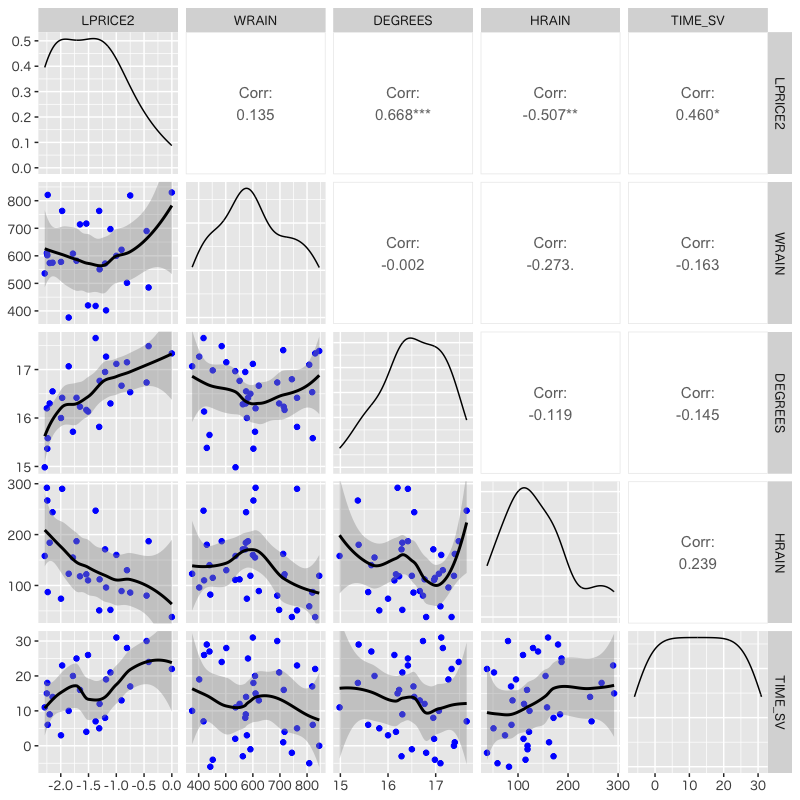 LPRICE2 WRAIN DEGREES HRAIN TIME_SV
0.5
0.4
0.3
0.2
0.1
0.0
Corr:
0.135
Corr:
0.668***
Corr:
-0.507**
Corr:
0.460*
LPRICE2
800
700
600
500
400
Corr:
-0.002
Corr:
-0.273.
Corr:
-0.163
WRAIN
17
16
15
Corr:
-0.119
Corr:
-0.145
DEGREES
300
200
100
Corr:
0.239
HRAIN
30
20
10
0
TIME_SV
-2.0 -1.5 -1.0 -0.5 0.0 400 500 600 700 800 15 16 17 100 200 300 0 10 20 30